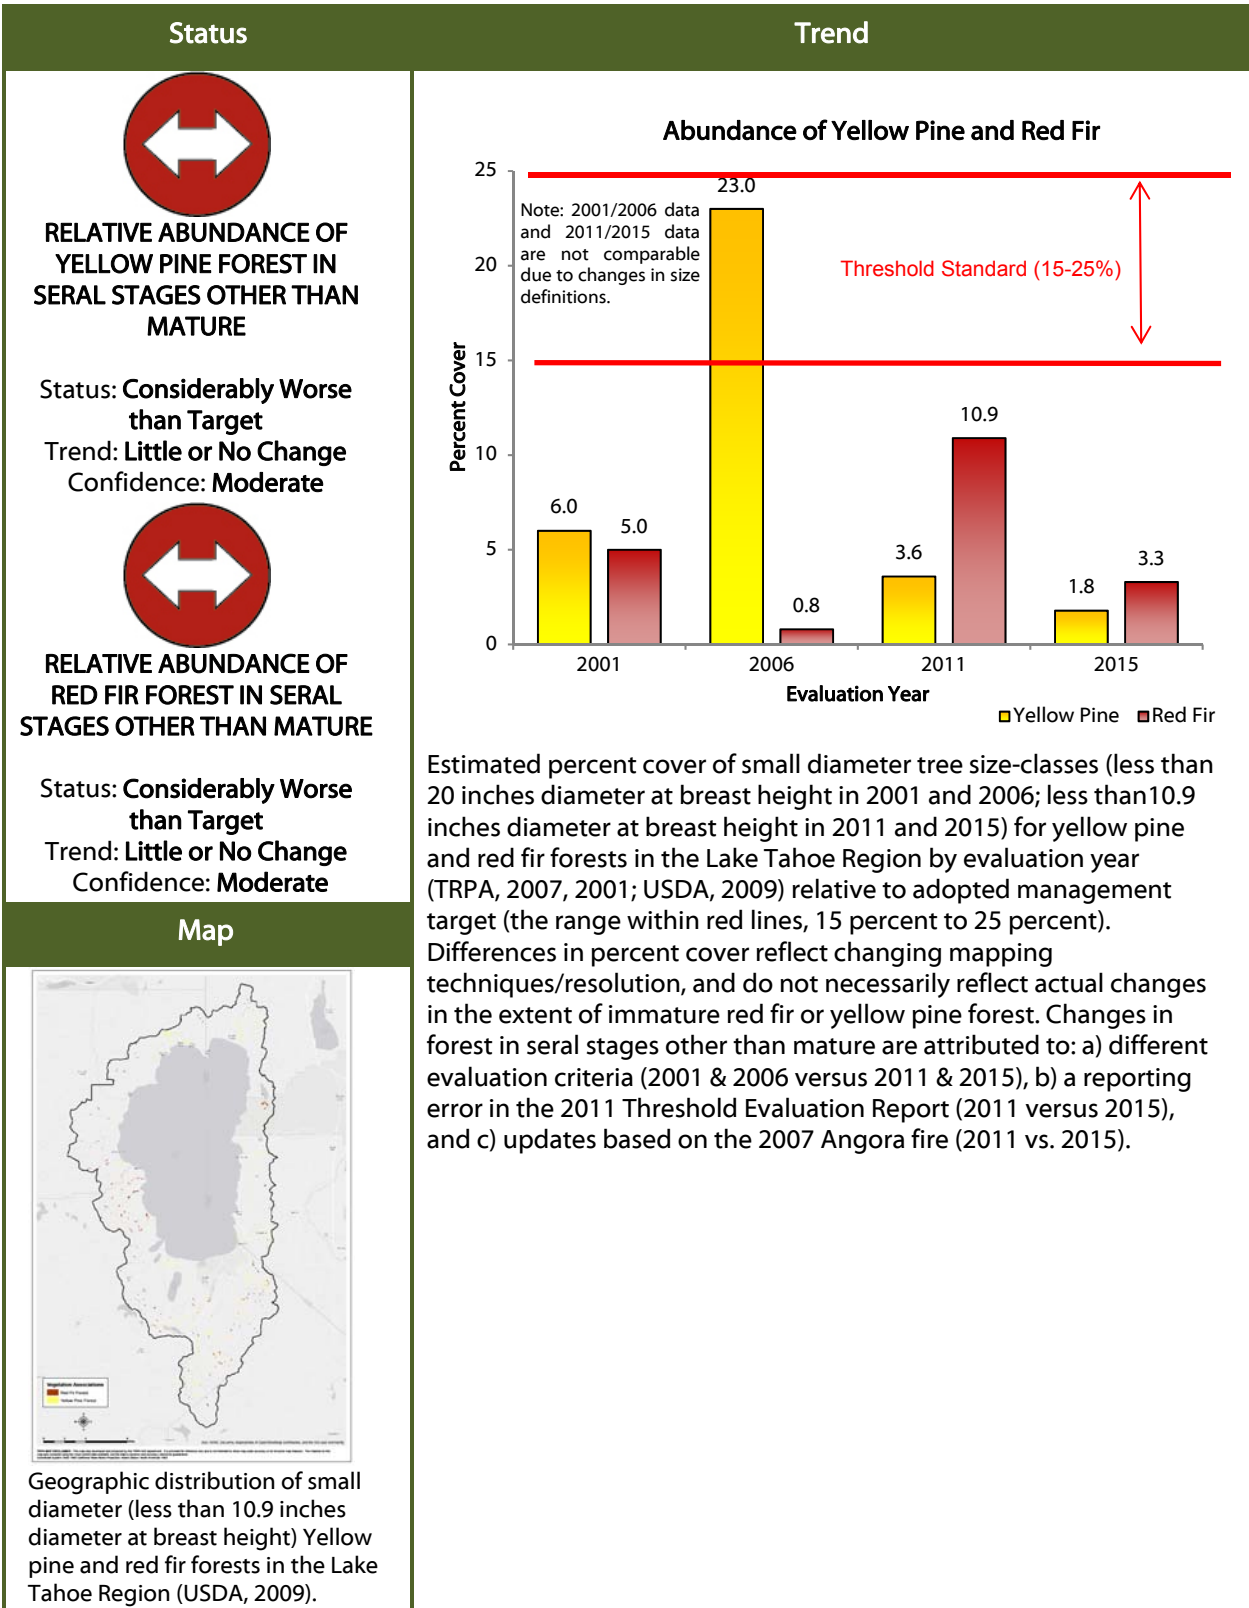 Status
Trend
RELATIVE ABUNDANCE OF
YELLOW PINE FOREST IN
SERAL STAGES OTHER THAN
MATURE
Status: Considerably Worse
than Target
Trend: Little or No Change
Confidence: Moderate
RELATIVE ABUNDANCE OF
RED FIR FOREST IN SERAL
STAGES OTHER THAN MATURE
Status: Considerably Worse
than Target
Trend: Little or No Change
Confidence: Moderate
Map
Vegetation Associations
Red Fir Forest
Yellow Pine Forest
Geographic distribution of small
diameter (less than 10.9 inches
diameter at breast height) Yellow
pine and red fir forests in the Lake
Tahoe Region (USDA, 2009).
Abundance of Yellow Pine and Red Fir
25
20
15
10
5
0
Percent Cover
Note: 2001/2006 data
and 2011/2015 data
are not comparable
due to changes in size
definitions.
Threshold Standard (15-25%)
6.0
5.0
23.0
0.8
3.6
10.9
1.8
3.3
2001
2006
2011
2015
Evaluation Year
Yellow Pine
Red Fir
Estimated percent cover of small diameter tree size-classes (less than
20 inches diameter at breast height in 2001 and 2006; less than10.9
inches diameter at breast height in 2011 and 2015) for yellow pine
and red fir forests in the Lake Tahoe Region by evaluation year
(TRPA, 2007, 2001; USDA, 2009) relative to adopted management
target (the range within red lines, 15 percent to 25 percent).
Differences in percent cover reflect changing mapping
techniques/resolution, and do not necessarily reflect actual changes
in the extent of immature red fir or yellow pine forest. Changes in
forest in seral stages other than mature are attributed to: a) different
evaluation criteria (2001 & 2006 versus 2011 & 2015), b) a reporting
error in the 2011 Threshold Evaluation Report (2011 versus 2015),
and c) updates based on the 2007 Angora fire (2011 vs. 2015).